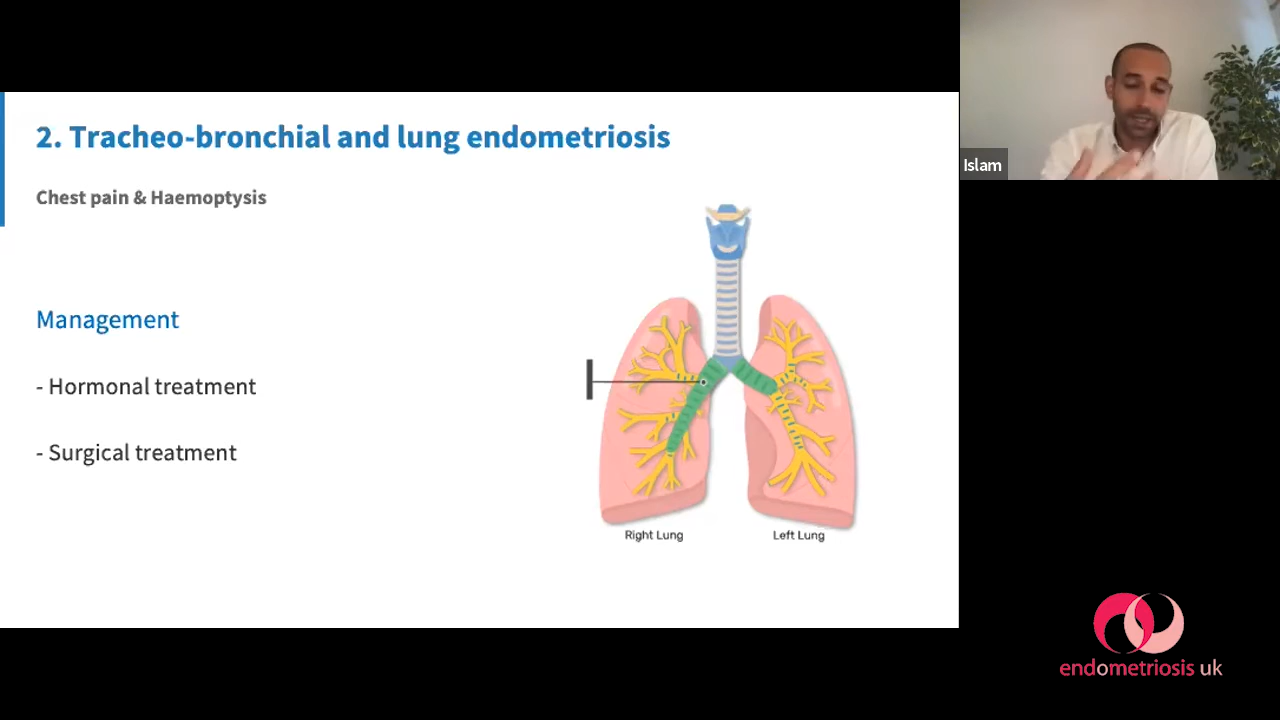 2. Tracheo-bronchial and lung endometriosis
Chest pain & Haemoptysis
Management
- Hormonal treatment
- Surgical treatment
Right Lung
Left Lung
Islam
endometriosis uk